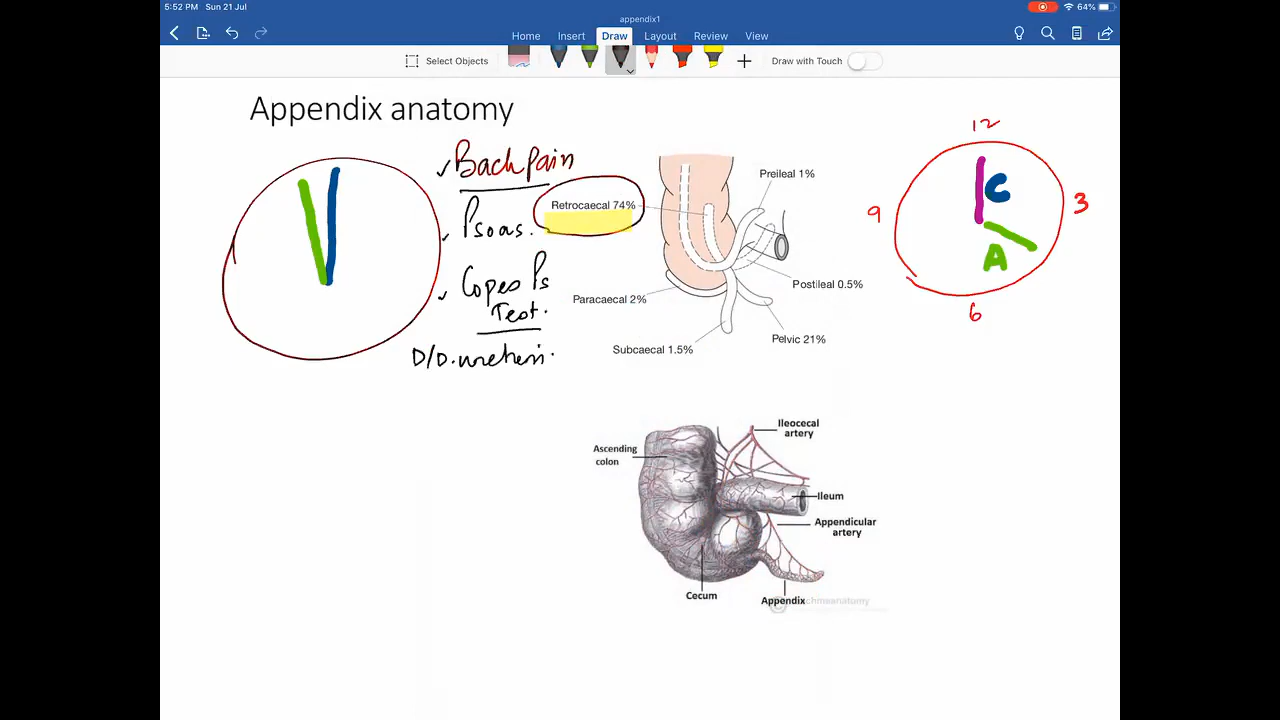 5:52 PM Sun 21 Jul
64%
appendix1
Home Insert Draw Layout Review View
Select Objects
Draw with Touch
Appendix anatomy
Back Pain
Psoas.
Copes Ps
Test.
D/D.
Retrocaecal 74%
Preileal 1%
Postileal 0.5%
Paracaecal 2%
Pelvic 21%
Subcaecal 1.5%
12
9
3
6
C
A
Ileocecal
artery
Ascending
colon
Ileum
Appendicular
artery
Cecum
Appendix